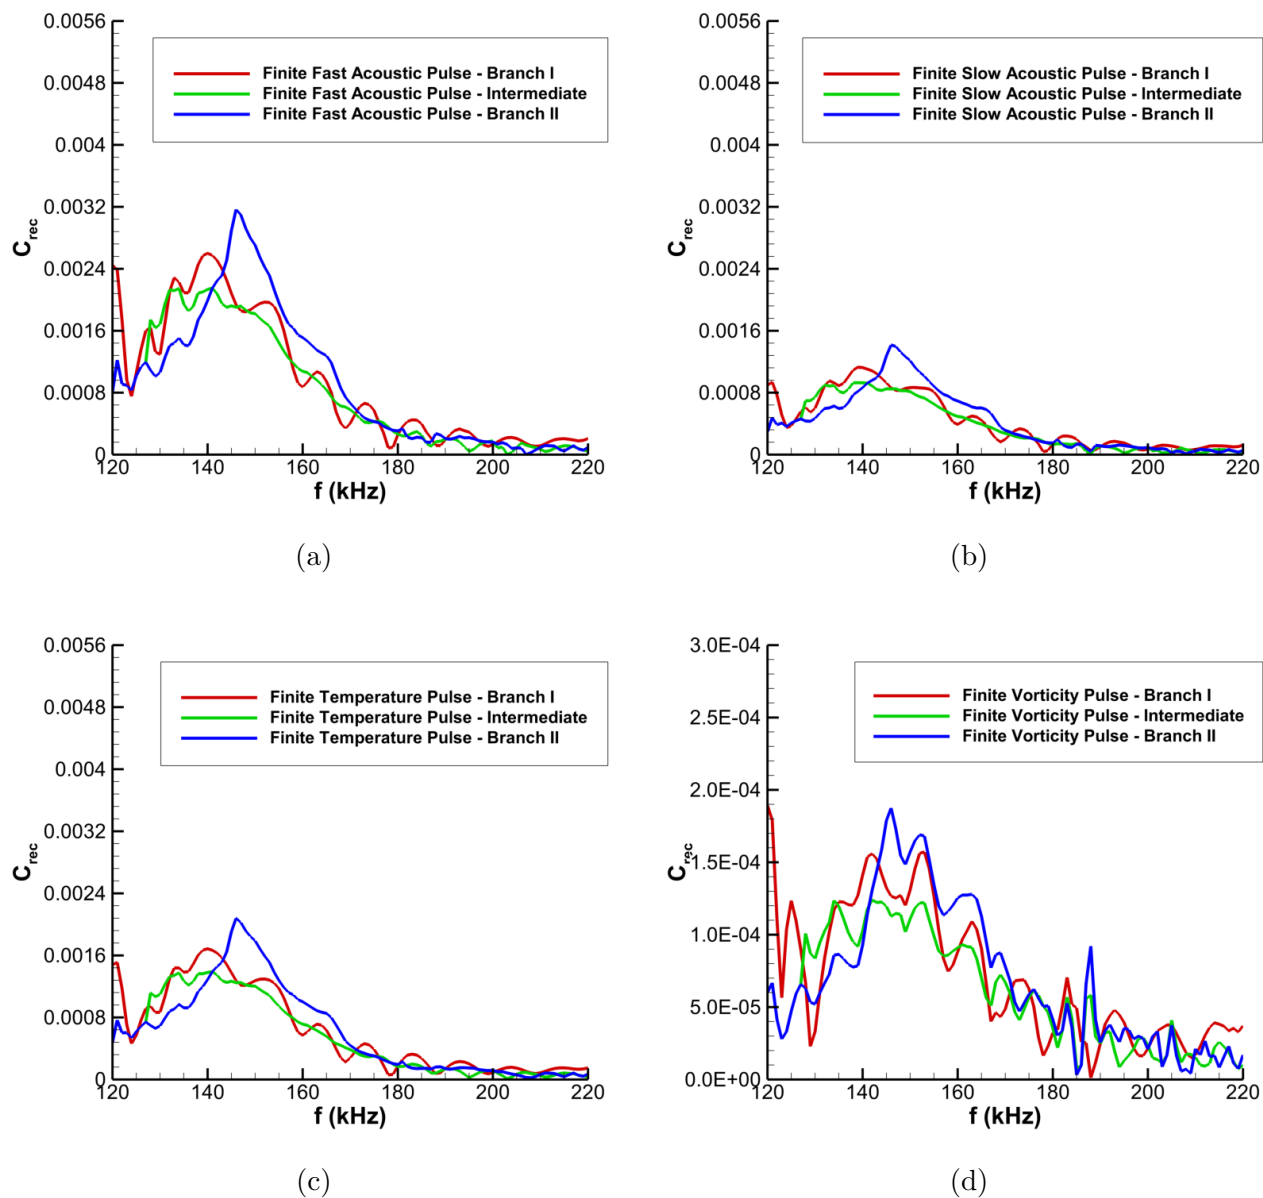 0.0056
0.0048
0.004
0.0032
0.0024
0.0016
0.0008
0
C rec
Finite Fast Acoustic Pulse - Branch I
Finite Fast Acoustic Pulse - Intermediate
Finite Fast Acoustic Pulse - Branch II
120 140 160 180 200 220
f (kHz)
(a)
0.0056
0.0048
0.004
0.0032
0.0024
0.0016
0.0008
0
C rec
Finite Slow Acoustic Pulse - Branch I
Finite Slow Acoustic Pulse - Intermediate
Finite Slow Acoustic Pulse - Branch II
120 140 160 180 200 220
f (kHz)
(b)
0.0056
0.0048
0.004
0.0032
0.0024
0.0016
0.0008
0
C rec
Finite Temperature Pulse - Branch I
Finite Temperature Pulse - Intermediate
Finite Temperature Pulse - Branch II
120 140 160 180 200 220
f (kHz)
(c)
3.0E-04
2.5E-04
2.0E-04
1.5E-04
1.0E-04
5.0E-05
0.0E+00
C rec
Finite Vorticity Pulse - Branch I
Finite Vorticity Pulse - Intermediate
Finite Vorticity Pulse - Branch II
120 140 160 180 200 220
f (kHz)
(d)